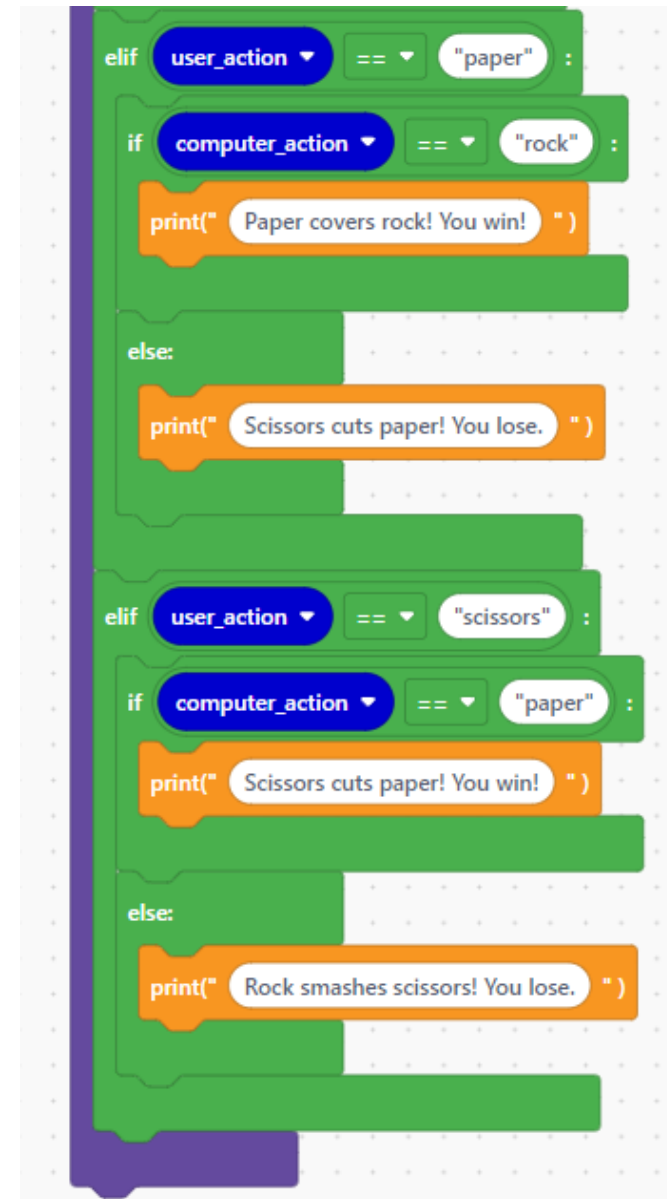 elif user_action == "paper" :
if computer_action == "rock" :
print(" Paper covers rock! You win! ")
else:
print(" Scissors cuts paper! You lose. ")
elif user_action == "scissors" :
if computer_action == "paper" :
print(" Scissors cuts paper! You win! ")
else:
print(" Rock smashes scissors! You lose. ")